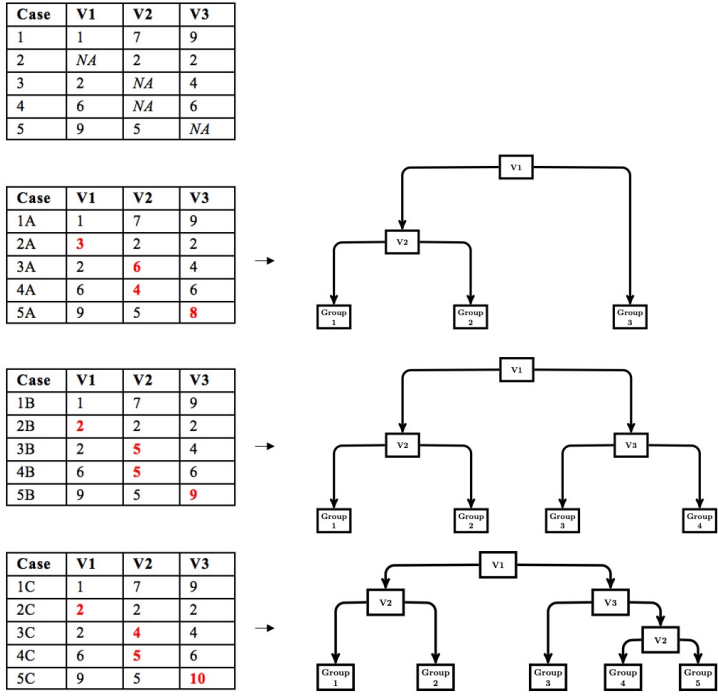 Case V1 V2 V3
1 1 7 9
2 NA 2 2
3 2 NA 4
4 6 NA 6
5 9 5 NA
Case V1 V2 V3
1A 1 7 9
2A 3 2 2
3A 2 6 4
4A 6 4 6
5A 9 5 8
V1
V2
Group
1
Group
2
Group
3
Case V1 V2 V3
1B 1 7 9
2B 2 2 2
3B 2 5 4
4B 6 5 6
5B 9 5 9
V1
V2
V3
Group
1
Group
2
Group
3
Group
4
Case V1 V2 V3
1C 1 7 9
2C 2 2 2
3C 2 4 4
4C 6 5 6
5C 9 5 10
V1
V2
V3
V2
Group
1
Group
2
Group
3
Group
4
Group
5